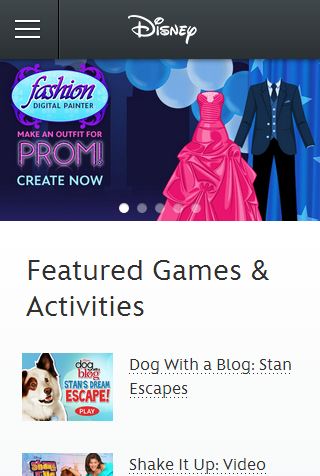 Disney
fashion
DIGITAL PAINTER
MAKE AN OUTFIT FOR
PROM!
CREATE NOW
Featured Games &
Activities
dog
with a
blog
STAN'S DREAM
ESCAPE!
PLAY
Dog With a Blog: Stan
Escapes
Shake It Up: Video